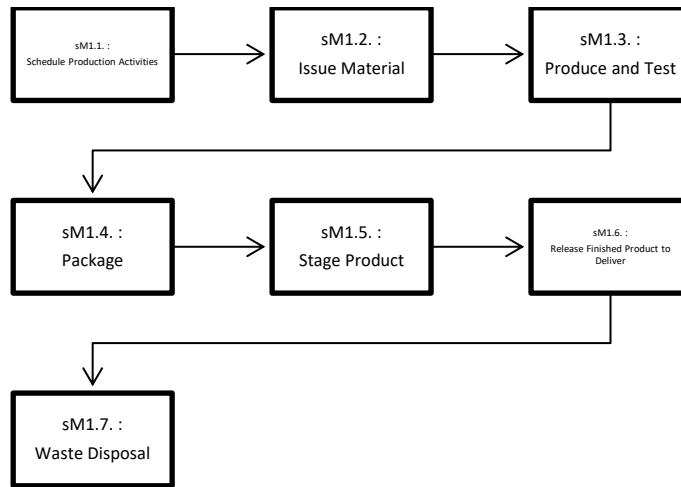 sM1.1. :
Schedule Production Activities
sM1.2. :
Issue Material
sM1.3. :
Produce and Test
sM1.4. :
Package
sM1.5. :
Stage Product
sM1.6. :
Release Finished Product to
Deliver
sM1.7. :
Waste Disposal